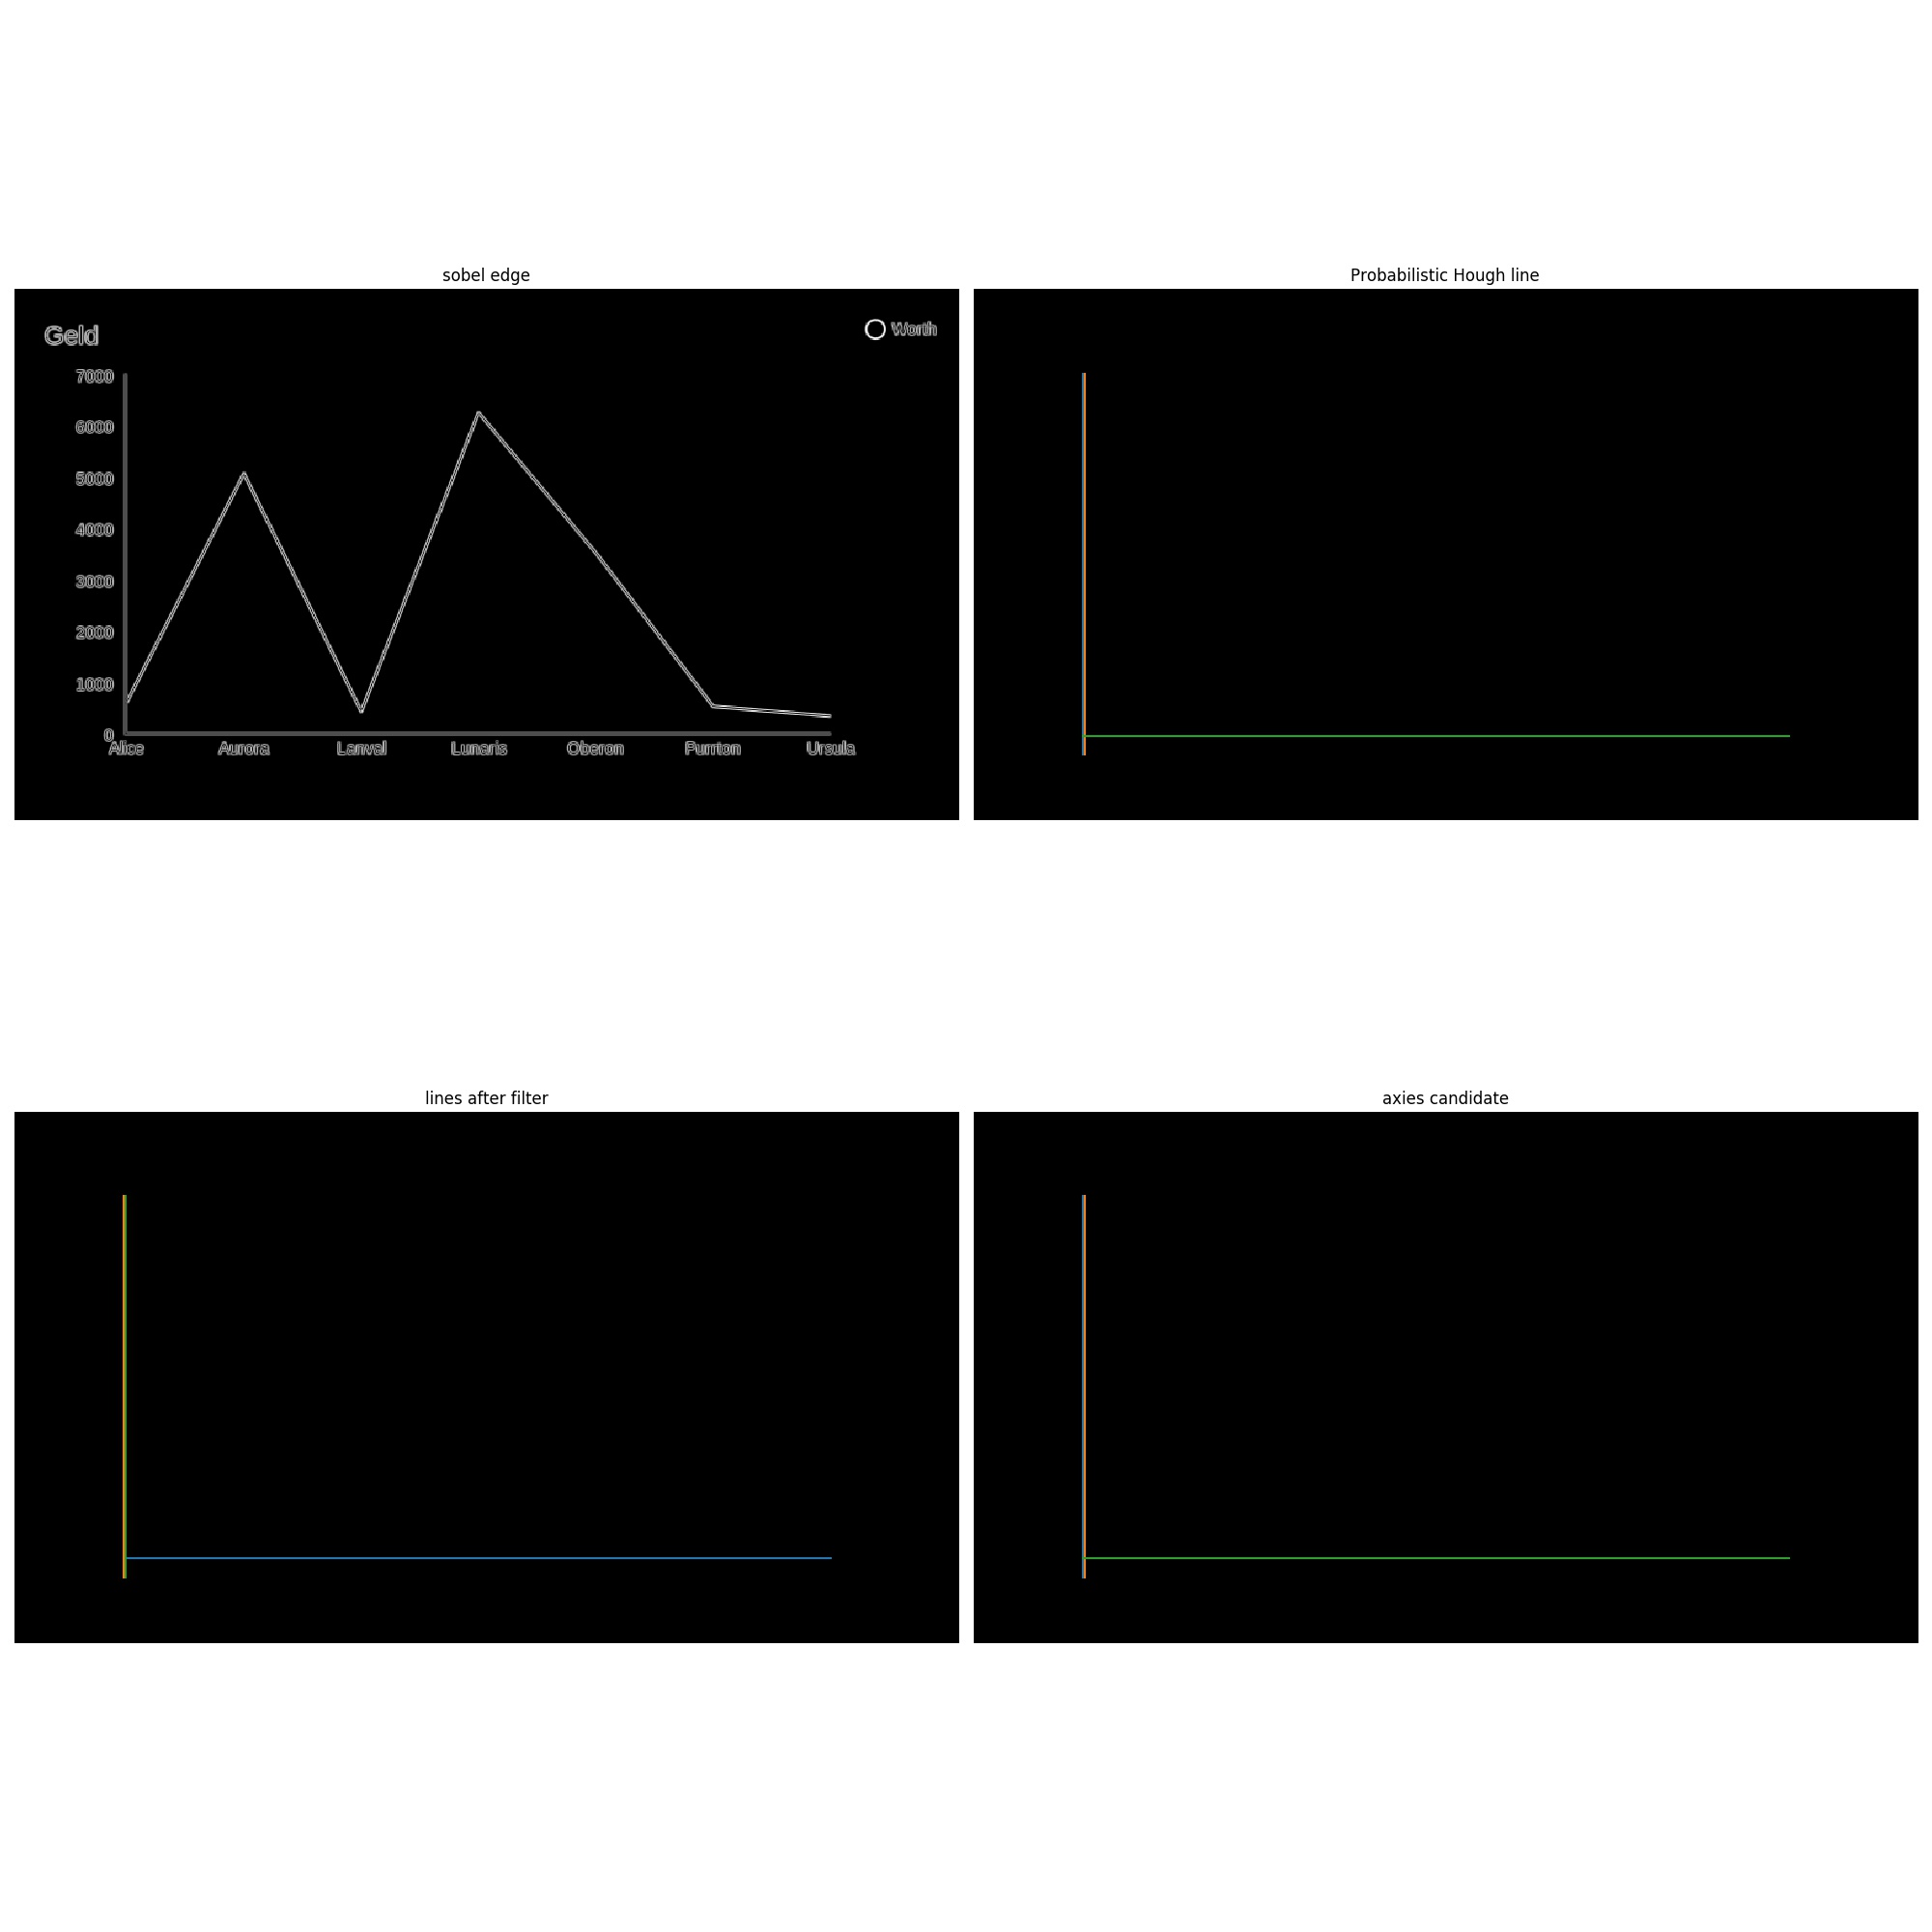 sobel edge
Probabilistic Hough line
Geld
Worth
7000
6000
5000
4000
3000
2000
1000
0
Alice Aurora Lanval Lunaris Oberon Purrton Ursula
lines after filter
axies candidate